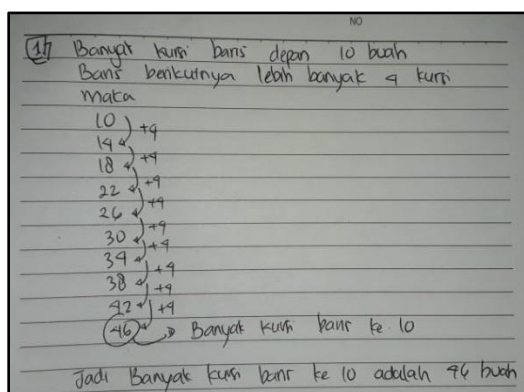 NO
1) Banyak kursi baris depan 10 buah
Baris berikutnya lebih banyak 4 kursi
maka
10
14 +4
18 +4
22 +4
26 +4
30 +4
34 +4
38 +4
42 +4
46 +4 → Banyak kursi baris ke 10
Jadi Banyak kursi baris ke 10 adalah 46 buah